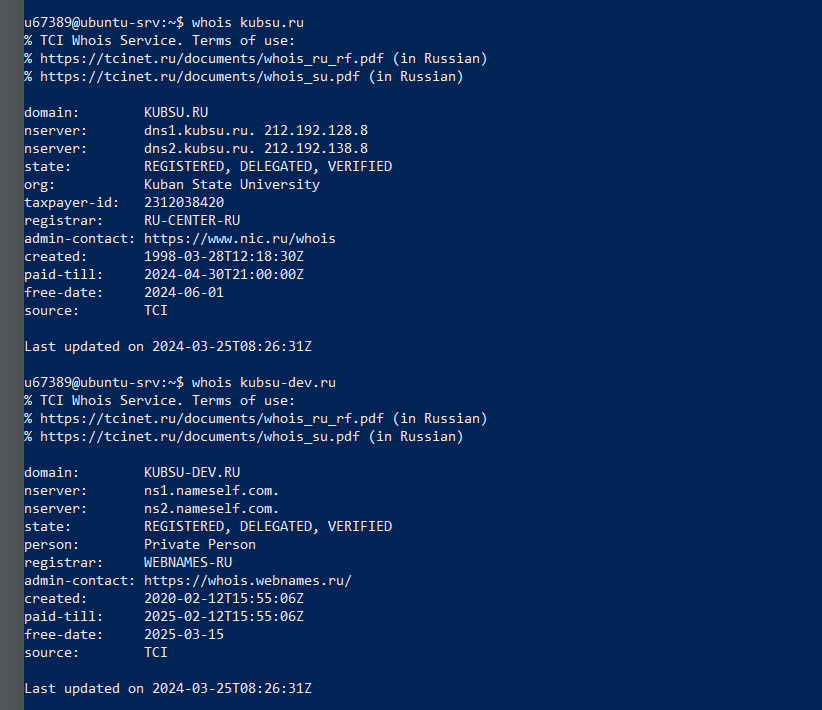 u67389@ubuntu-srv:~$ whois kubsu.ru
% TCI Whois Service. Terms of use:
% https://tcinet.ru/documents/whois_ru_rf.pdf (in Russian)
% https://tcinet.ru/documents/whois_su.pdf (in Russian)
domain:        KUBSU.RU
nserver:       dns1.kubsu.ru. 212.192.128.8
nserver:       dns2.kubsu.ru. 212.192.138.8
state:         REGISTERED, DELEGATED, VERIFIED
org:           Kuban State University
taxpayer-id:   2312038420
registrar:     RU-CENTER-RU
admin-contact: https://www.nic.ru/whois
created:       1998-03-28T12:18:30Z
paid-till:     2024-04-30T21:00:00Z
free-date:     2024-06-01
source:        TCI
Last updated on 2024-03-25T08:26:31Z
u67389@ubuntu-srv:~$ whois kubsu-dev.ru
% TCI Whois Service. Terms of use:
% https://tcinet.ru/documents/whois_ru_rf.pdf (in Russian)
% https://tcinet.ru/documents/whois_su.pdf (in Russian)
domain:        KUBSU-DEV.RU
nserver:       ns1.nameself.com.
nserver:       ns2.nameself.com.
state:         REGISTERED, DELEGATED, VERIFIED
person:        Private Person
registrar:     WEBNAMES-RU
admin-contact: https://whois.webnames.ru/
created:       2020-02-12T15:55:06Z
paid-till:     2025-02-12T15:55:06Z
free-date:     2025-03-15
source:        TCI
Last updated on 2024-03-25T08:26:31Z